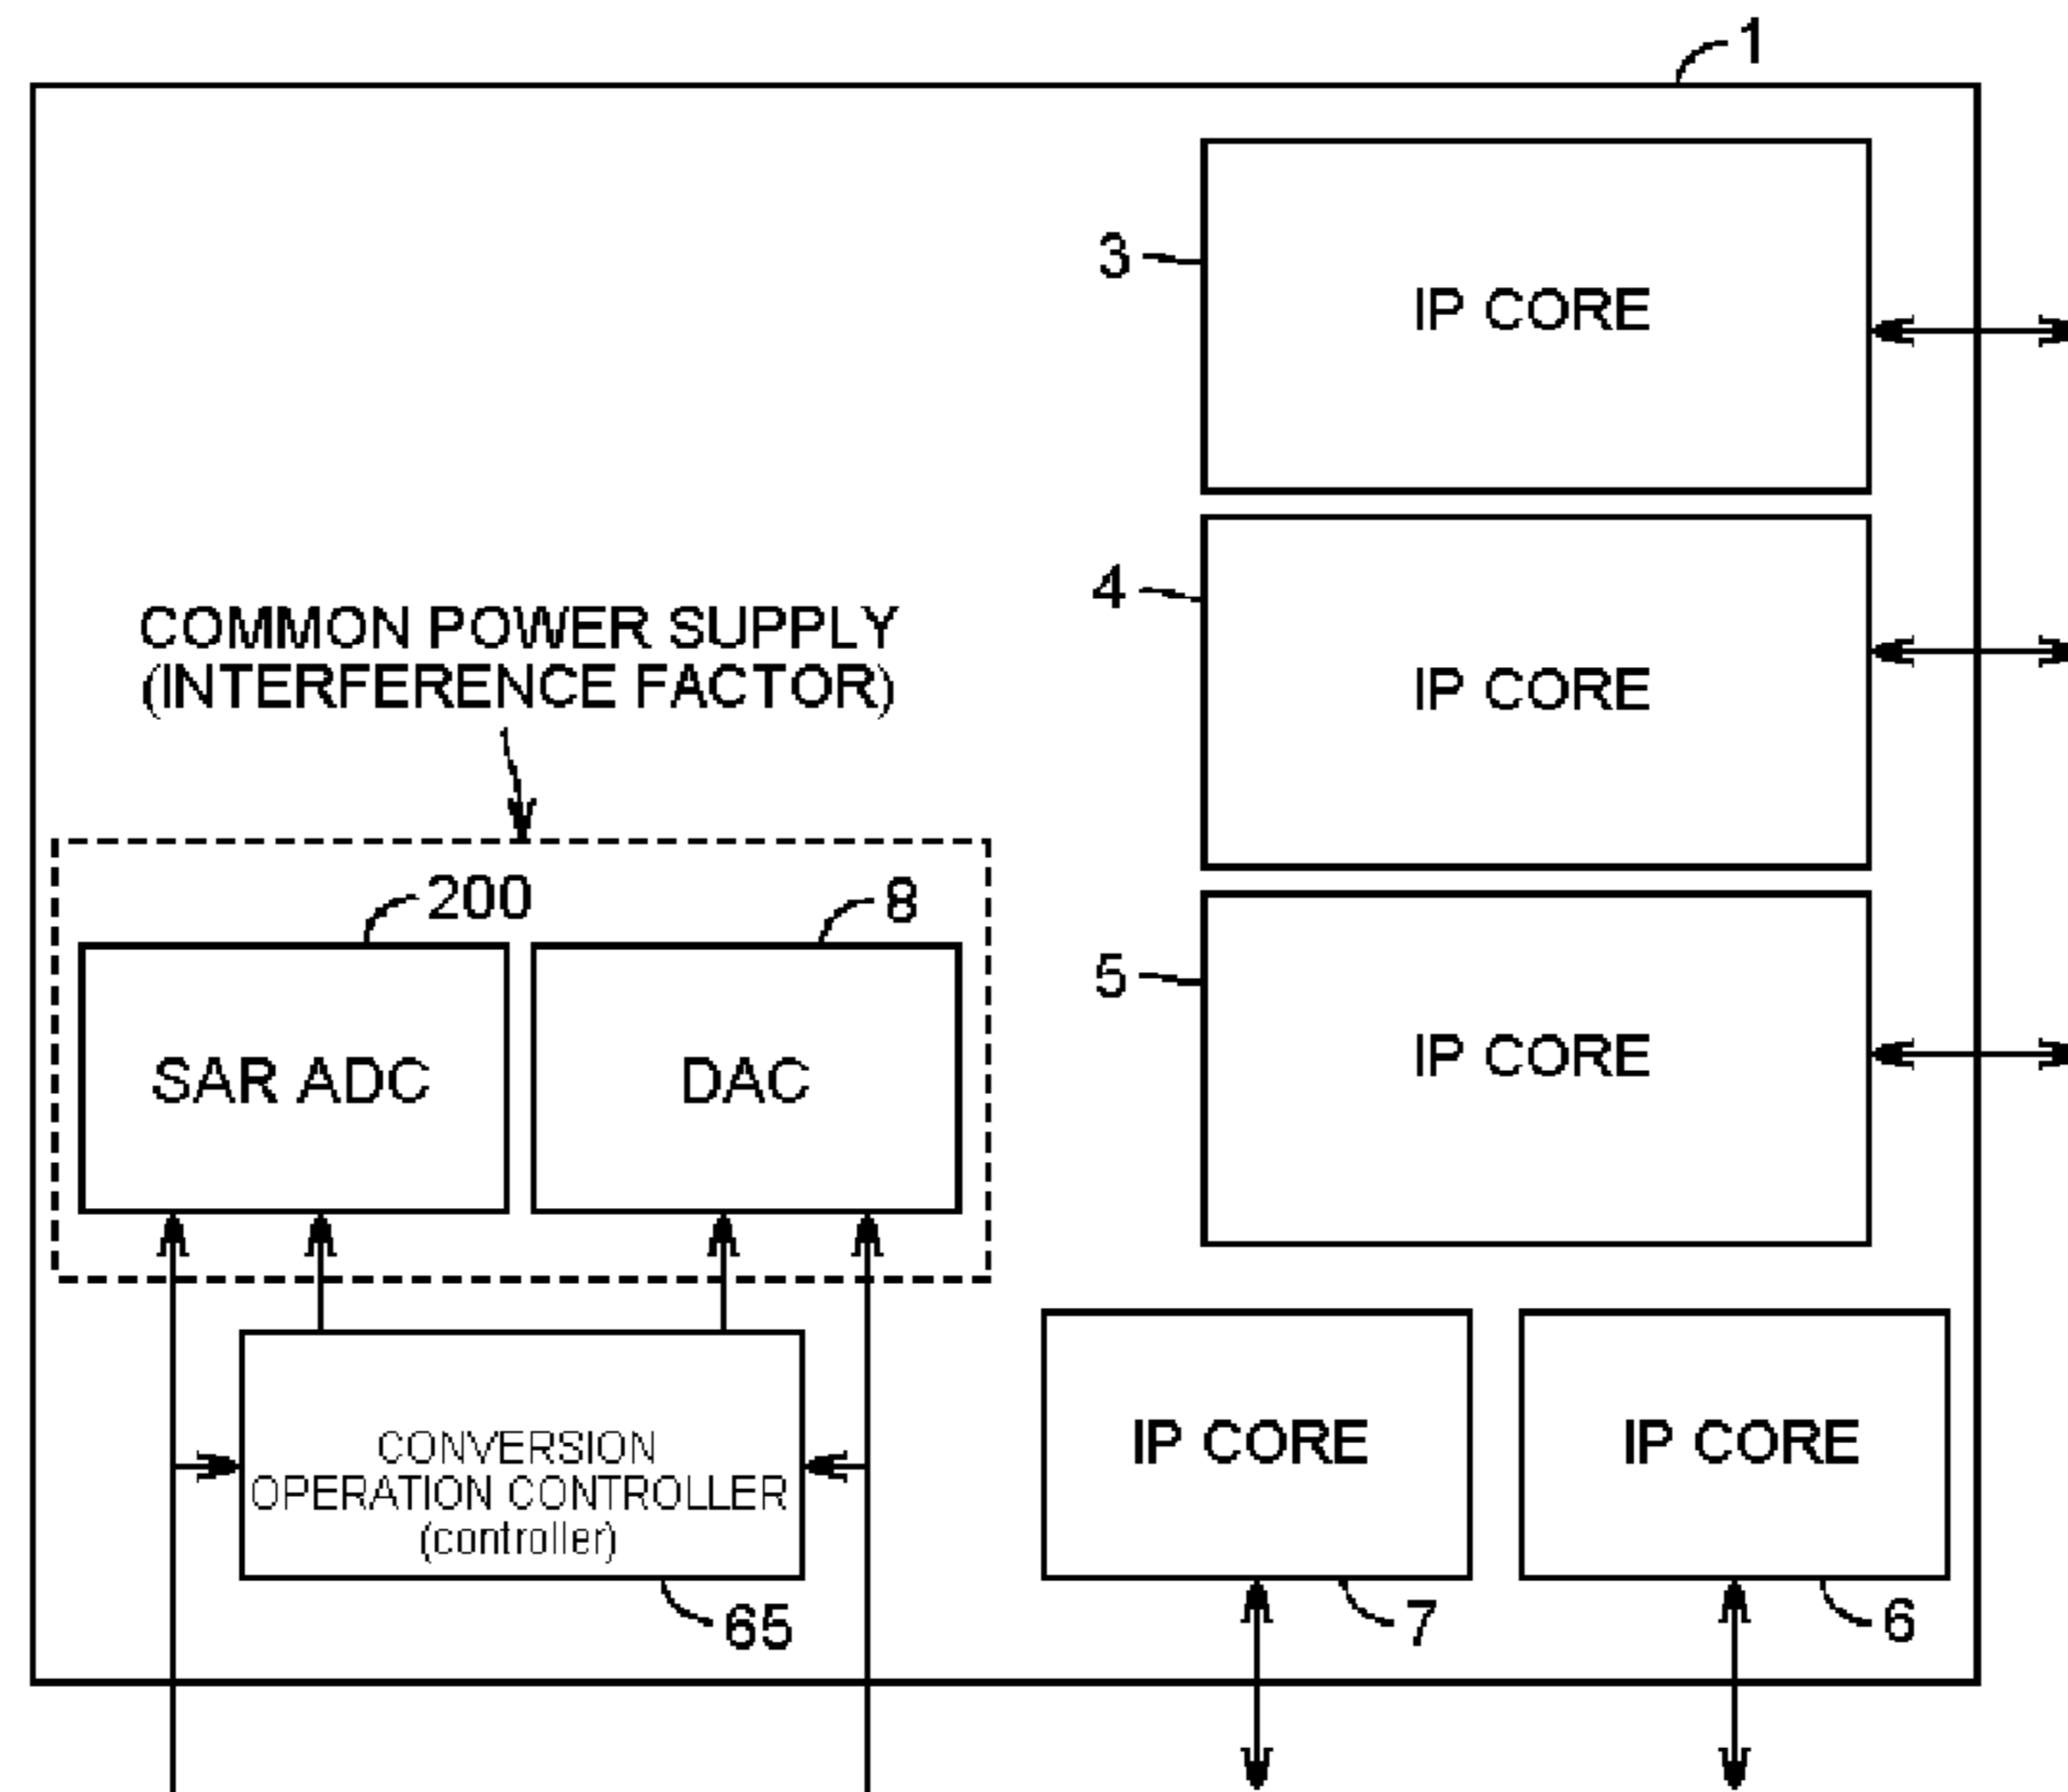 1
3
IP CORE
4
IP CORE
COMMON POWER SUPPLY
(INTERFERENCE FACTOR)
200
8
5
IP CORE
SAR ADC
DAC
IP CORE
IP CORE
CONVERSION
OPERATION CONTROLLER
(controller)
65
7
6